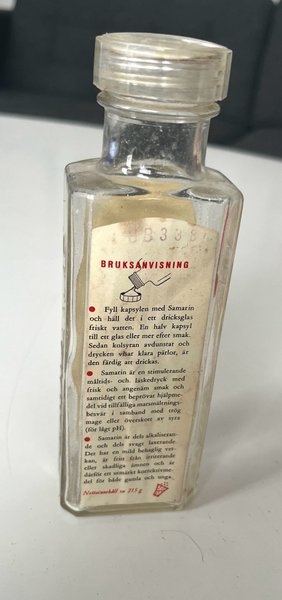 BRUKSANVISNING
Fyll kapsylen med Samarin
och häll det i ett dricksglas
friskt vatten. En halv kapsyl
till ett glas eller mer efter smak.
Sedan kolsyran avdunstat och
drycken visar klara pärlor, är
den färdig att drickas.
Samarin är en stimulerande
måltids- och läskedryck med
frisk och angenäm smak och
samtidigt ett beprövat hjälpme-
del vid tillfälliga matsmältnings-
besvär i samband med trög
mage eller överskott av syra
(för lågt pH).
Samarin är dels alkaliseran-
de och dels svagt laxerande.
Det har en mild behaglig ver-
kan, är fritt från irriterande
eller skadliga ämnen och är
därför ett utmärkt korrektivme-
del för både gamla och unga.
Nettoinnehåll ca 215 g